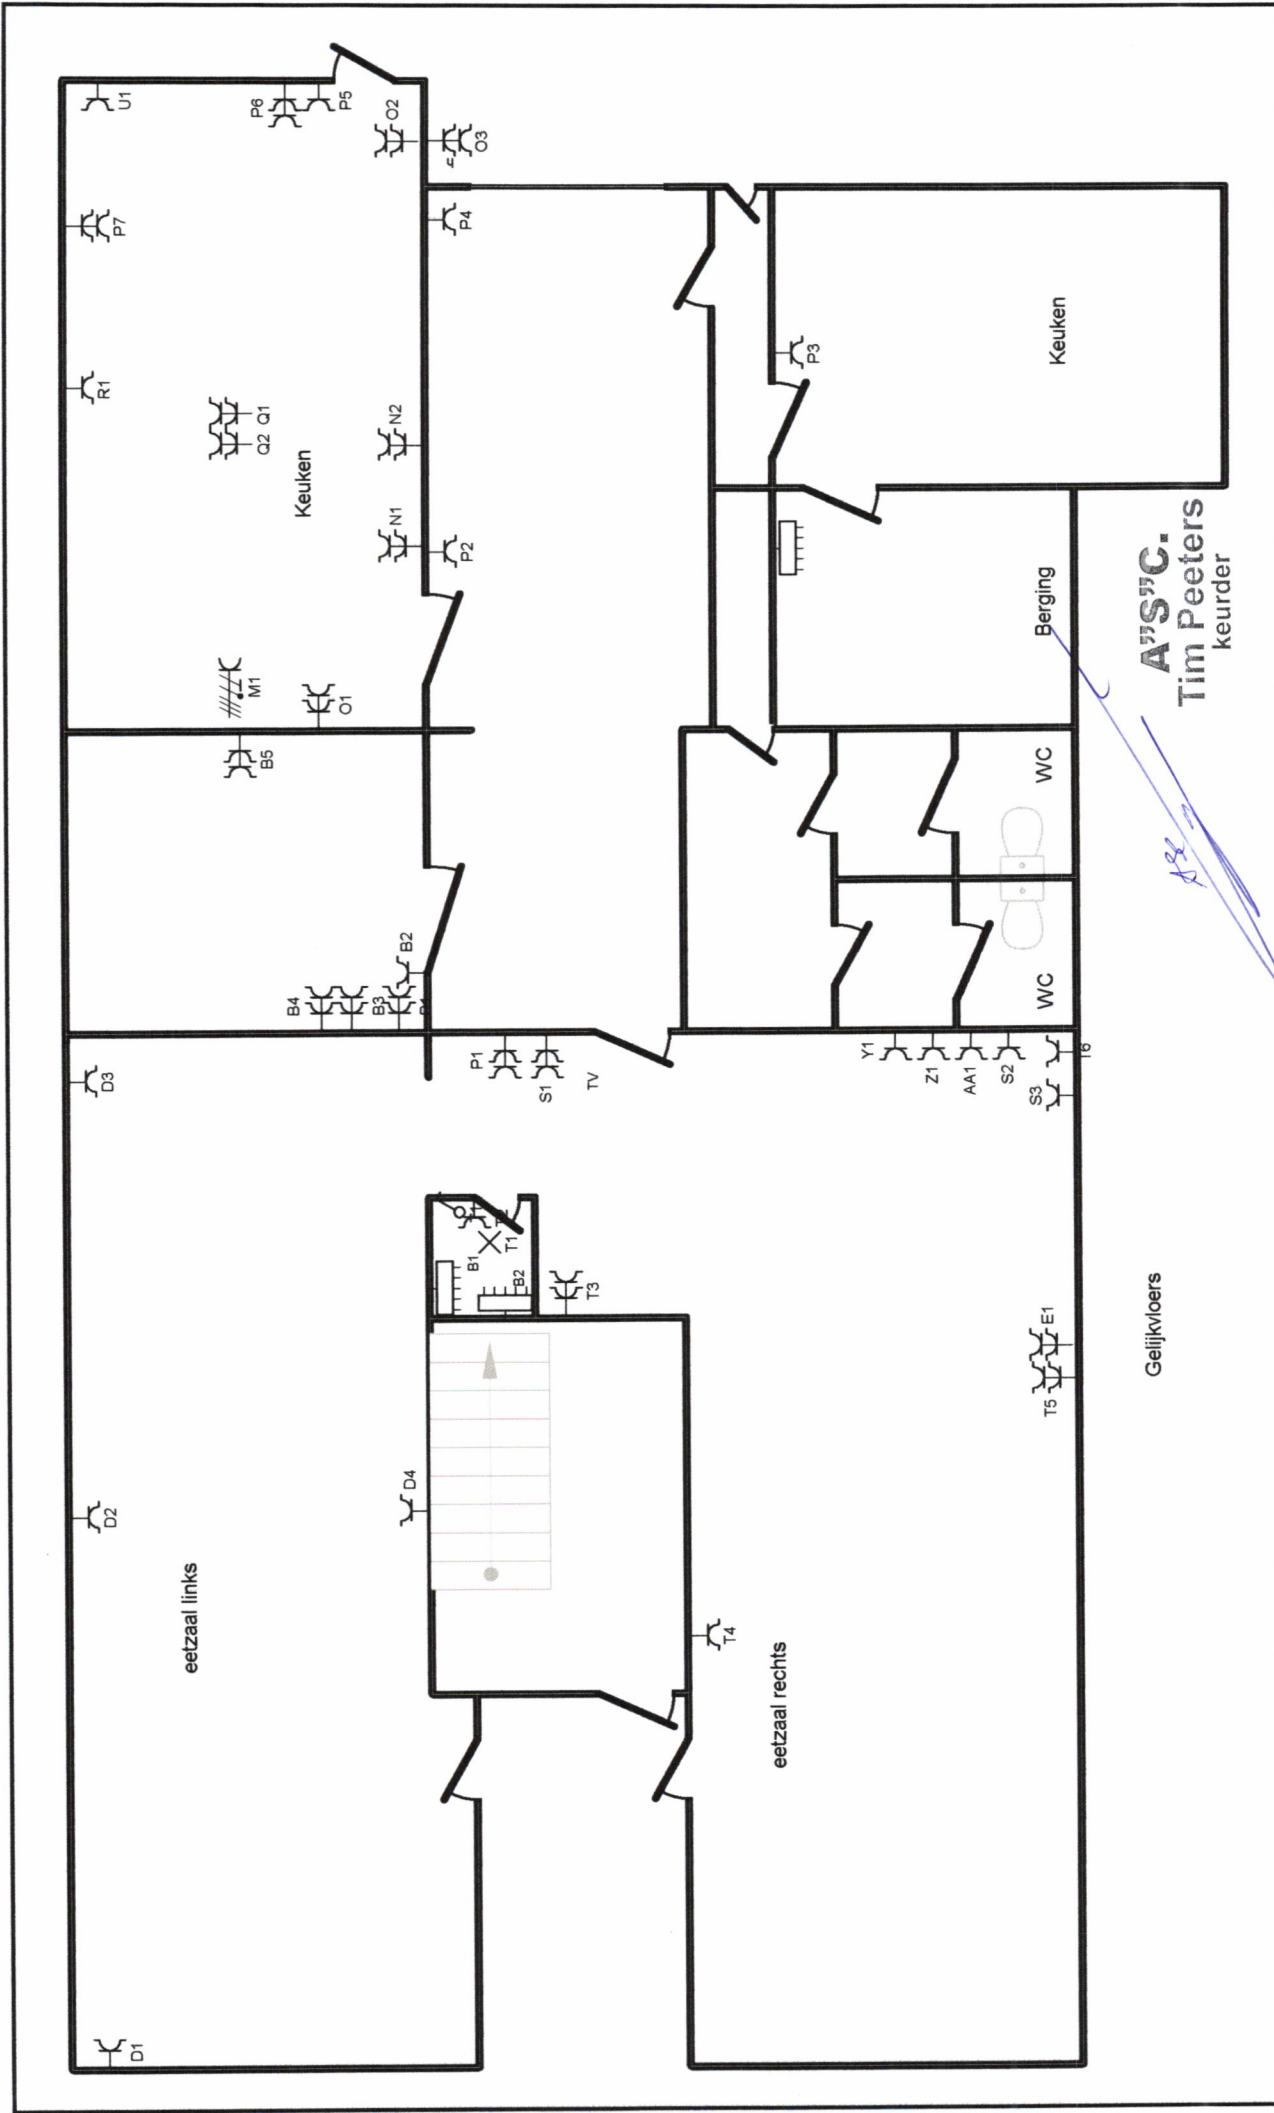 U1
P6
P5
O2
O3
P7
P4
R1
Q1
Q2
Keuken
N2
N1
P2
P3
Keuken
M1
O1
B5
Berging
A"S"C.
Tim Peeters
keurder
B4
B3
B2
WC
WC
D3
P1
S1
TV
Y1
Z1
AA1
S2
S3
T6
B1
T1
B2
T3
E1
T5
Gelijkvloers
D2
D4
eetzaal links
T4
eetzaal rechts
D1